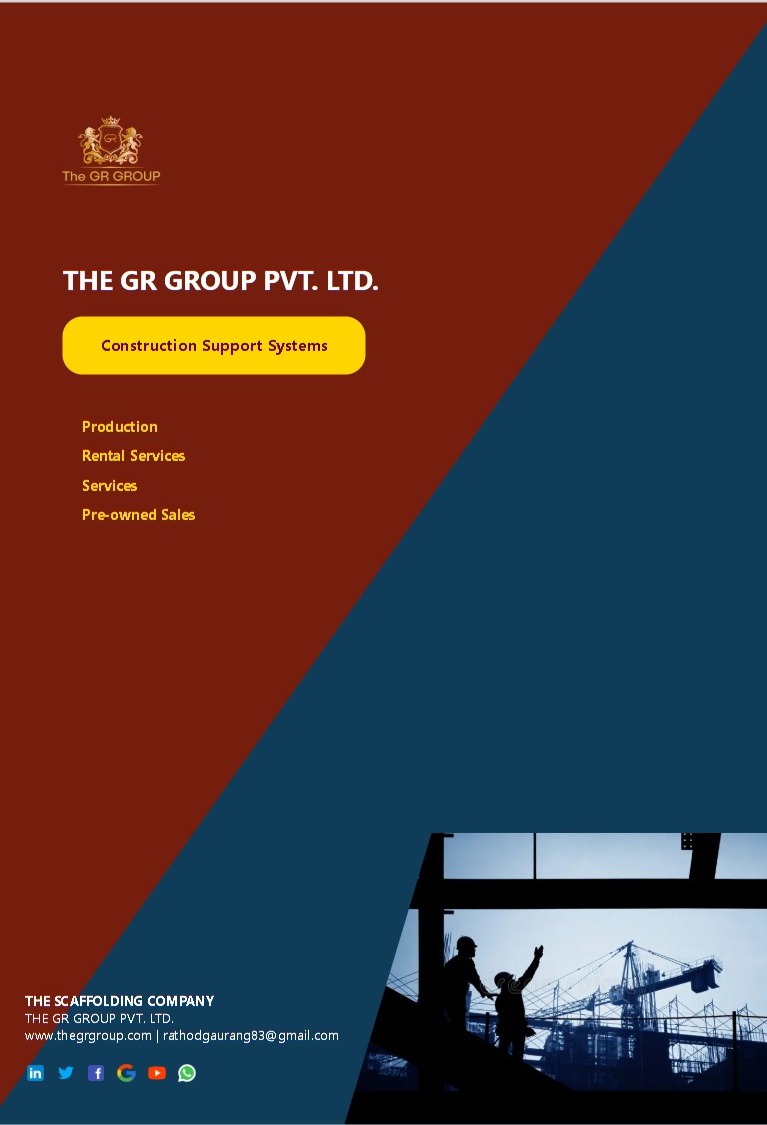 GR
The GR GROUP
THE GR GROUP PVT. LTD.
Construction Support Systems
Production
Rental Services
Services
Pre-owned Sales
THE SCAFFOLDING COMPANY
THE GR GROUP PVT. LTD.
www.thegrgroup.com | rathodgaurang83@gmail.com